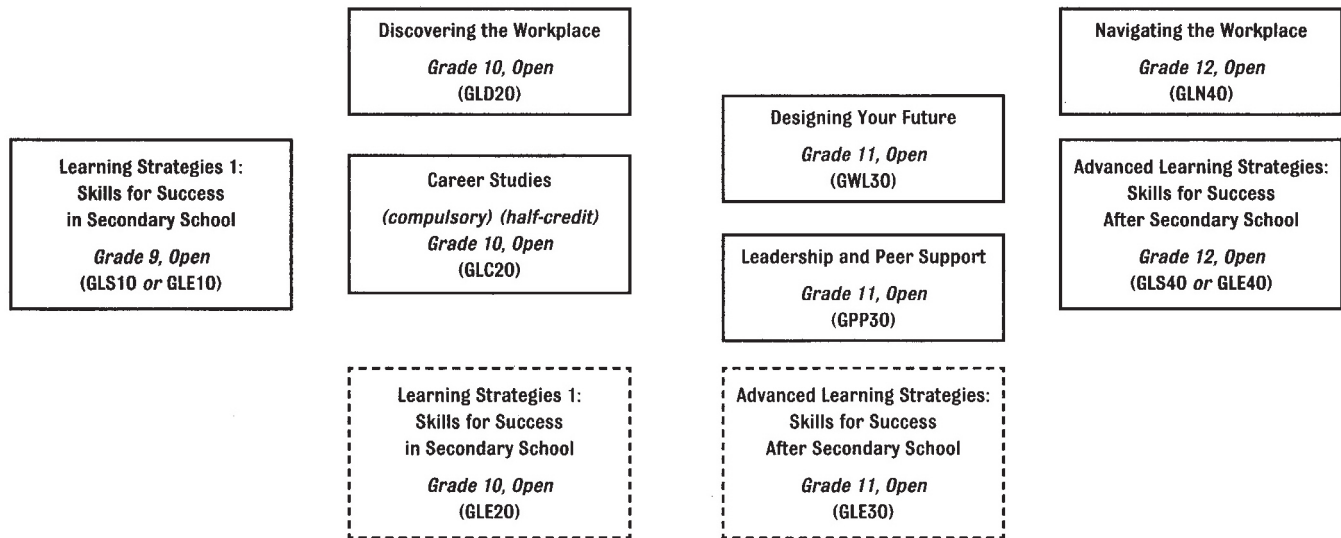 Discovering the Workplace
Grade 10, Open
(GLD20)
Navigating the Workplace
Grade 12, Open
(GLN40)
Designing Your Future
Grade 11, Open
(GWL30)
Learning Strategies 1:
Skills for Success
in Secondary School
Grade 9, Open
(GLS10 or GLE10)
Career Studies
(compulsory) (half-credit)
Grade 10, Open
(GLC20)
Advanced Learning Strategies:
Skills for Success
After Secondary School
Grade 12, Open
(GLS40 or GLE40)
Leadership and Peer Support
Grade 11, Open
(GPP30)
Learning Strategies 1:
Skills for Success
in Secondary School
Grade 10, Open
(GLE20)
Advanced Learning Strategies:
Skills for Success
After Secondary School
Grade 11, Open
(GLE30)